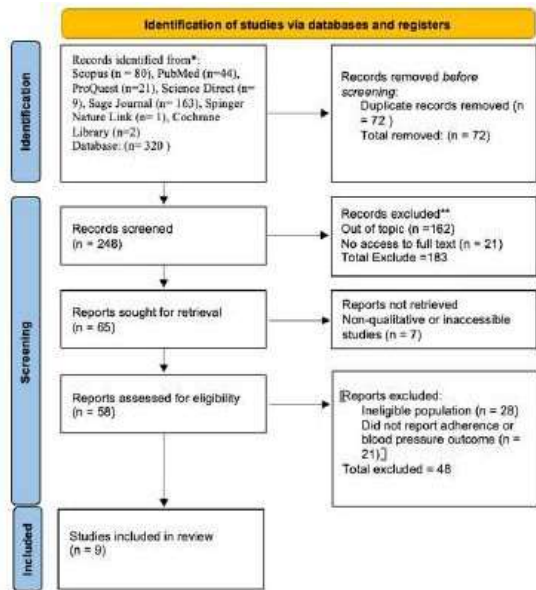 Identification of studies via databases and registers
Identification
Records identified from*:
Scopus (n = 80), PubMed (n=44),
ProQuest (n=21), Science Direct (n=
9), Sage Journal (n= 163), Spinger
Nature Link (n= 1), Cochrane
Library (n=2)
Database: (n= 320 )
Records removed before
screening:
Duplicate records removed (n
= 72 )
Total removed: (n = 72)
Screening
Records screened
(n = 248)
Records excluded**
Out of topic (n =162)
No access to full text (n = 21)
Total Exclude =183
Reports sought for retrieval
(n = 65)
Reports not retrieved
Non-qualitative or inaccessible
studies (n = 7)
Reports assessed for eligibility
(n = 58)
[Reports excluded:
Ineligible population (n = 28)
Did not report adherence or
blood pressure outcome (n =
21)]
Total excluded = 48
Included
Studies included in review
(n = 9)